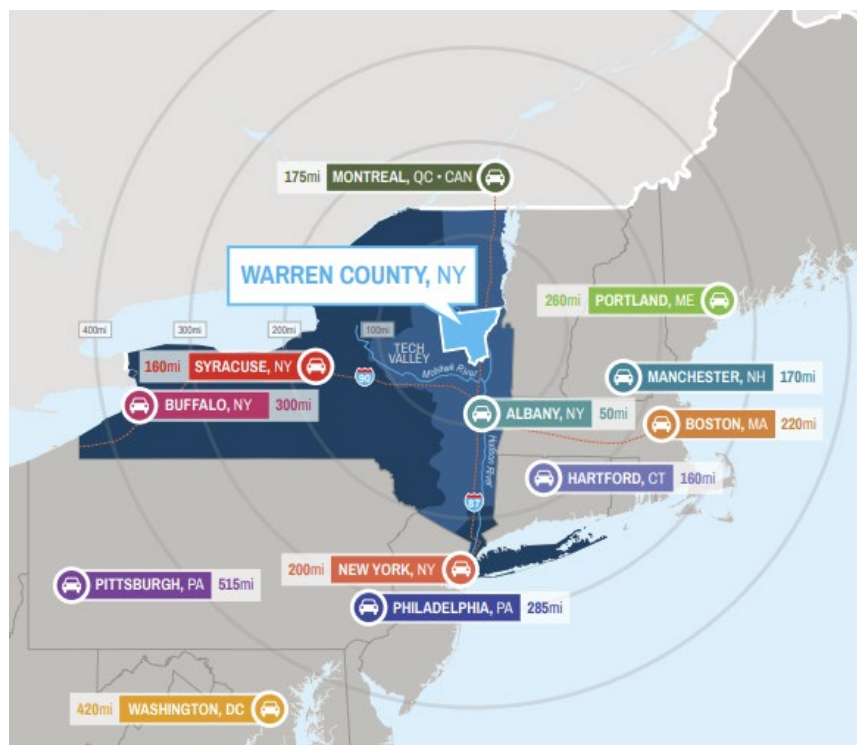 175mi MONTREAL, QC • CAN
WARREN COUNTY, NY
260mi PORTLAND, ME
400mi
300mi
200mi
100mi
TECH
VALLEY
Mohawk River
160mi SYRACUSE, NY
90
MANCHESTER, NH 170mi
BUFFALO, NY 300mi
ALBANY, NY 50mi
BOSTON, MA 220mi
Hudson River
HARTFORD, CT 160mi
87
200mi NEW YORK, NY
PITTSBURGH, PA 515mi
PHILADELPHIA, PA 285mi
420mi WASHINGTON, DC